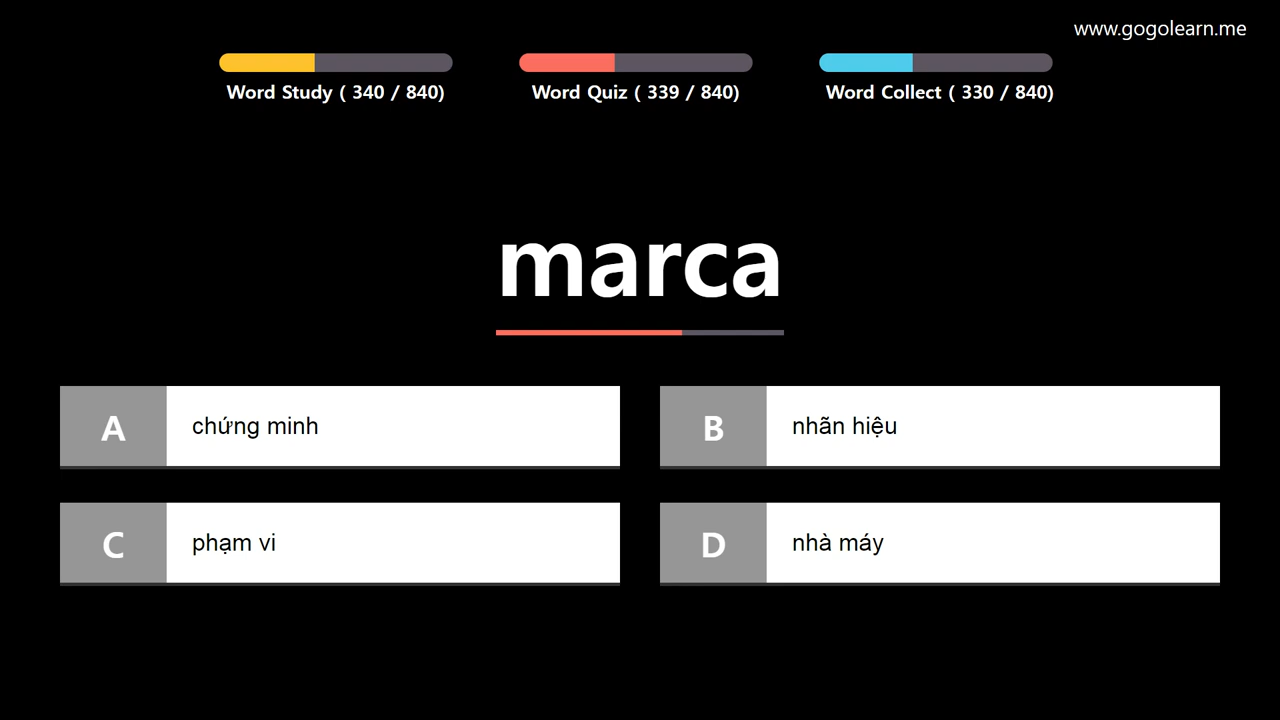 www.gogolearn.me
Word Study ( 340 / 840)
Word Quiz ( 339 / 840)
Word Collect ( 330 / 840)
marca
A
chứng minh
B
nhãn hiệu
C
phạm vi
D
nhà máy